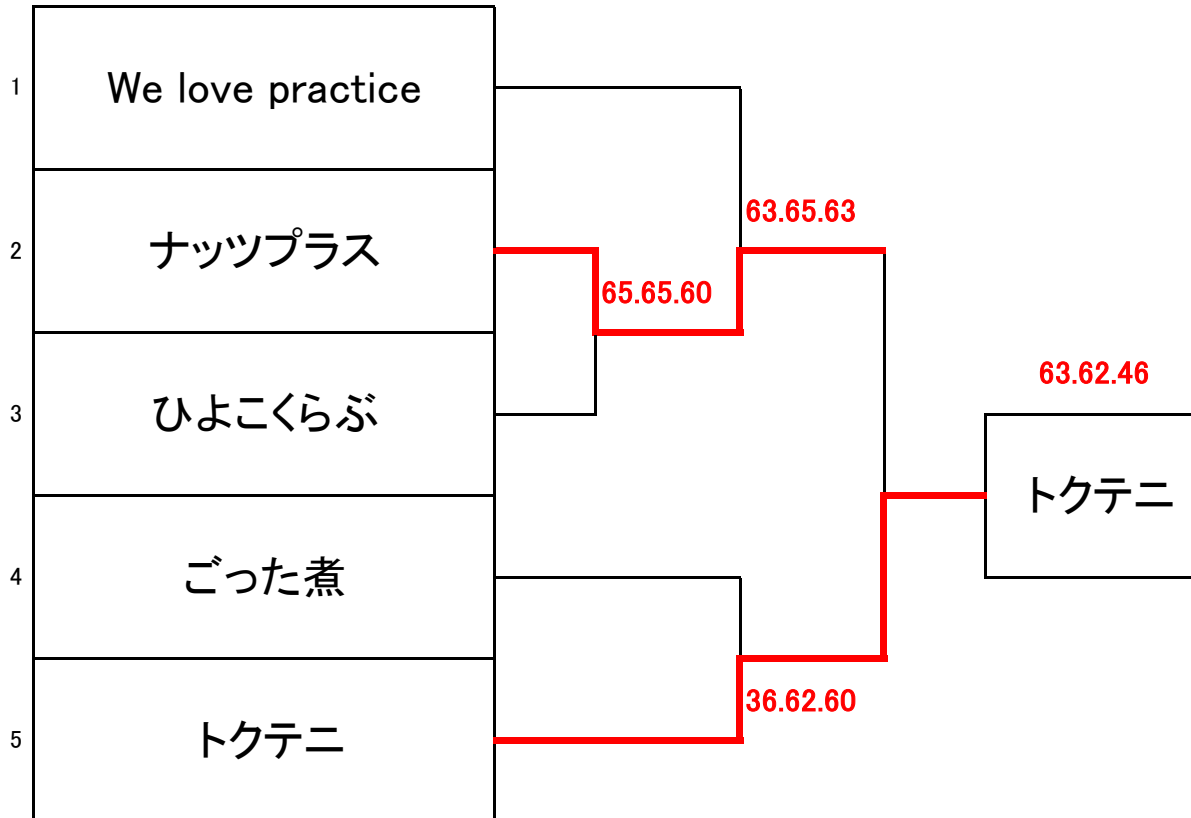 1 We love practice
2 ナッツプラス
3 ひよこくらぶ
4 ごった煮
5 トクテニ
63.65.63
65.65.60
63.62.46
トクテニ
36.62.60